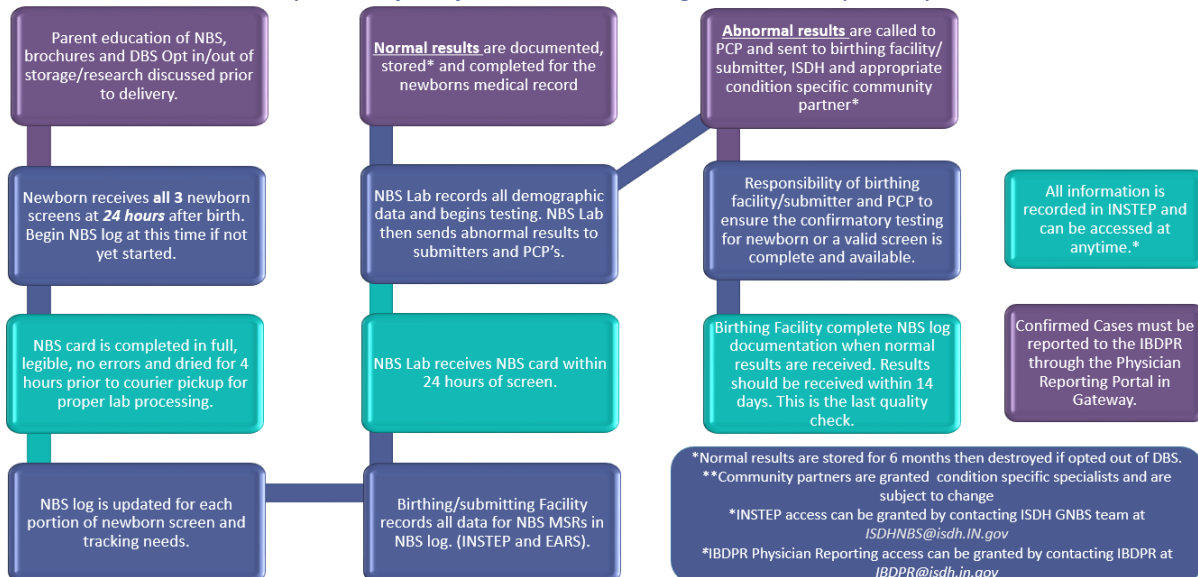 Parent education of NBS,
brochures and DBS Opt in/out of
storage/research discussed prior
to delivery.
Newborn receives all 3 newborn
screens at 24 hours after birth.
Begin NBS log at this time if not
yet started.
NBS card is completed in full,
legible, no errors and dried for 4
hours prior to courier pickup for
proper lab processing.
NBS log is updated for each
portion of newborn screen and
tracking needs.
Birthing/submitting Facility
records all data for NBS MSRs in
NBS log. (INSTEP and EARS).
NBS Lab receives NBS card within
24 hours of screen.
NBS Lab records all demographic
data and begins testing. NBS Lab
then sends abnormal results to
submitters and PCP's.
Normal results are documented,
stored* and completed for the
newborns medical record
Abnormal results are called to
PCP and sent to birthing facility/
submitter, ISDH and appropriate
condition specific community
partner*
Responsibility of birthing
facility/submitter and PCP to
ensure the confirmatory testing
for newborn or a valid screen is
complete and available.
Birthing Facility complete NBS log
documentation when normal
results are received. Results
should be received within 14
days. This is the last quality
check.
All information is
recorded in INSTEP and
can be accessed at
anytime.*
Confirmed Cases must be
reported to the IBDPR
through the Physician
Reporting Portal in
Gateway.
*Normal results are stored for 6 months then destroyed if opted out of DBS.
**Community partners are granted condition specific specialists and are
subject to change
*INSTEP access can be granted by contacting ISDH GNBS team at
ISDHNBS@isdh.IN.gov
*IBDPR Physician Reporting access can be granted by contacting IBDPR at
IBDPR@isdh.in.gov